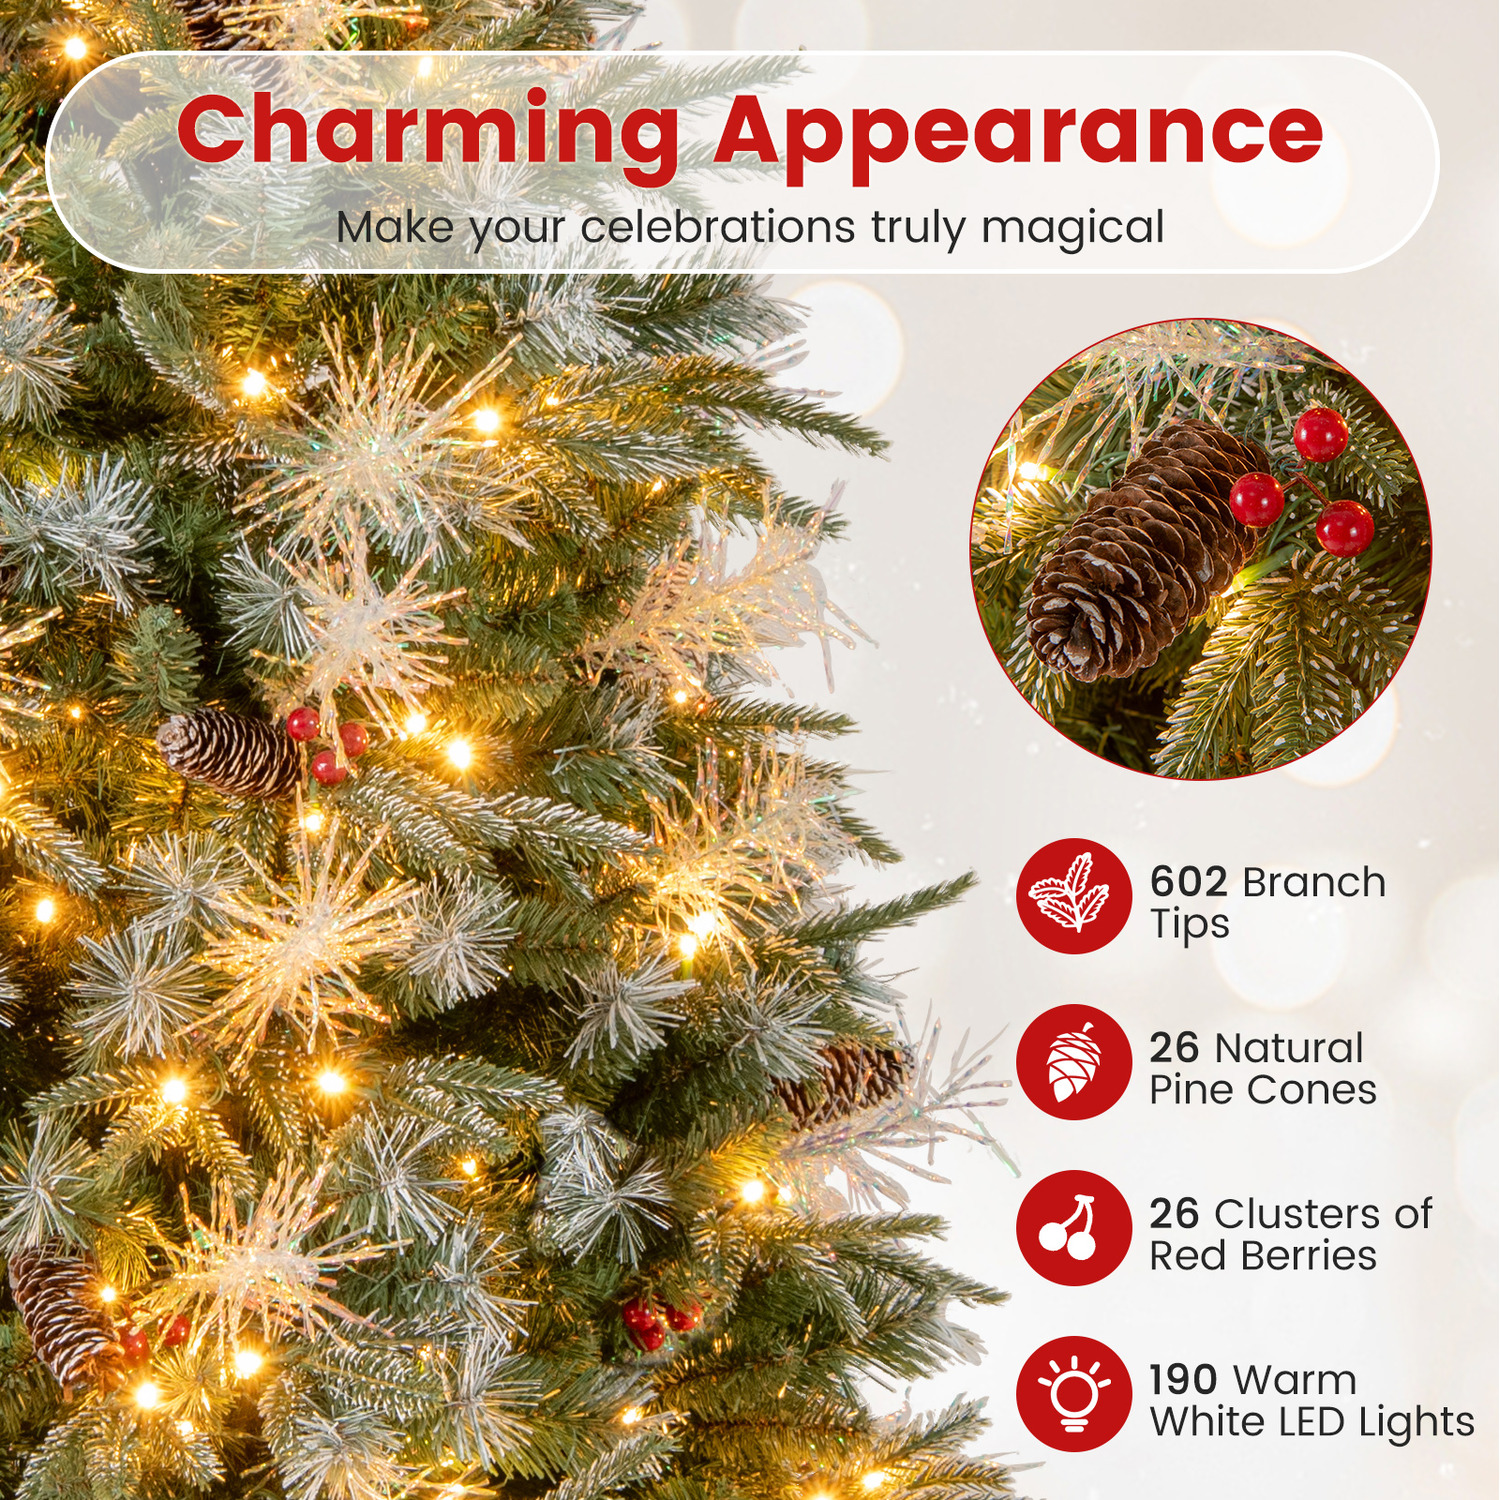 Charming Appearance
Make your celebrations truly magical
602 Branch
Tips
26 Natural
Pine Cones
26 Clusters of
Red Berries
190 Warm
White LED Lights